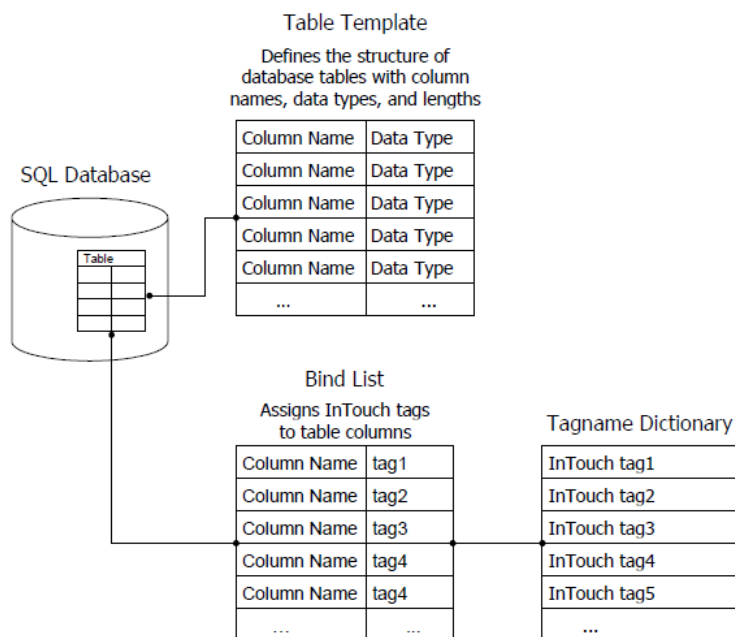 Table Template
Defines the structure of
database tables with column
names, data types, and lengths
Column Name Data Type
Column Name Data Type
Column Name Data Type
Column Name Data Type
Column Name Data Type
... ...
SQL Database
Table
Bind List
Assigns InTouch tags
to table columns
Column Name tag1
Column Name tag2
Column Name tag3
Column Name tag4
Column Name tag4
... ...
Tagname Dictionary
InTouch tag1
InTouch tag2
InTouch tag3
InTouch tag4
InTouch tag5
...